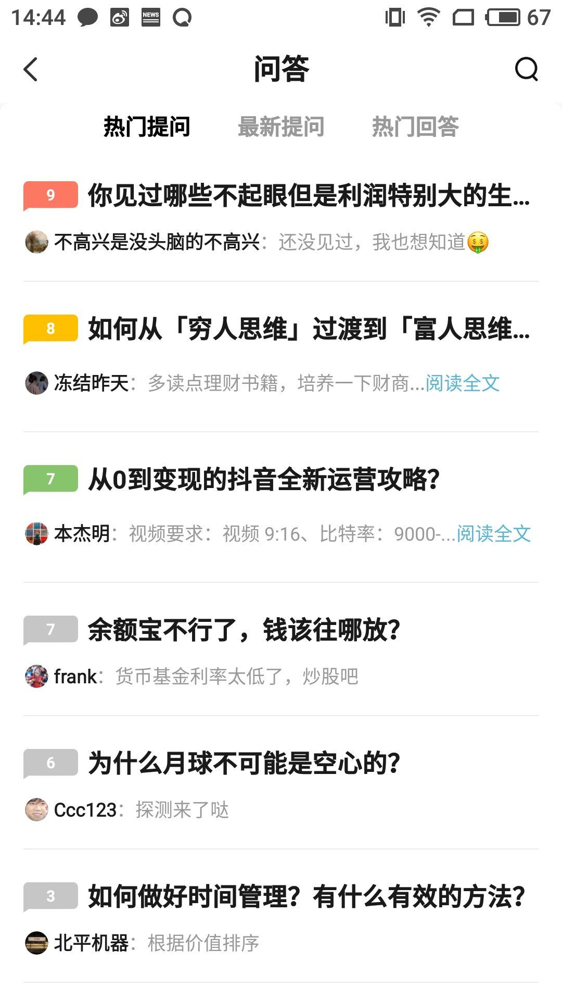 14:44 NEWS 67
问答
热门提问 最新提问 热门回答
9 你见过哪些不起眼但是利润特别大的生...
不高兴是没头脑的不高兴：还没见过，我也想知道🤑
8 如何从「穷人思维」过渡到「富人思维...
冻结昨天：多读点理财书籍，培养一下财商...阅读全文
7 从0到变现的抖音全新运营攻略？
本杰明：视频要求：视频 9:16、比特率：9000-...阅读全文
7 余额宝不行了，钱该往哪放？
frank：货币基金利率太低了，炒股吧
6 为什么月球不可能是空心的？
Ccc123：探测来了哒
3 如何做好时间管理？有什么有效的方法？
北平机器：根据价值排序